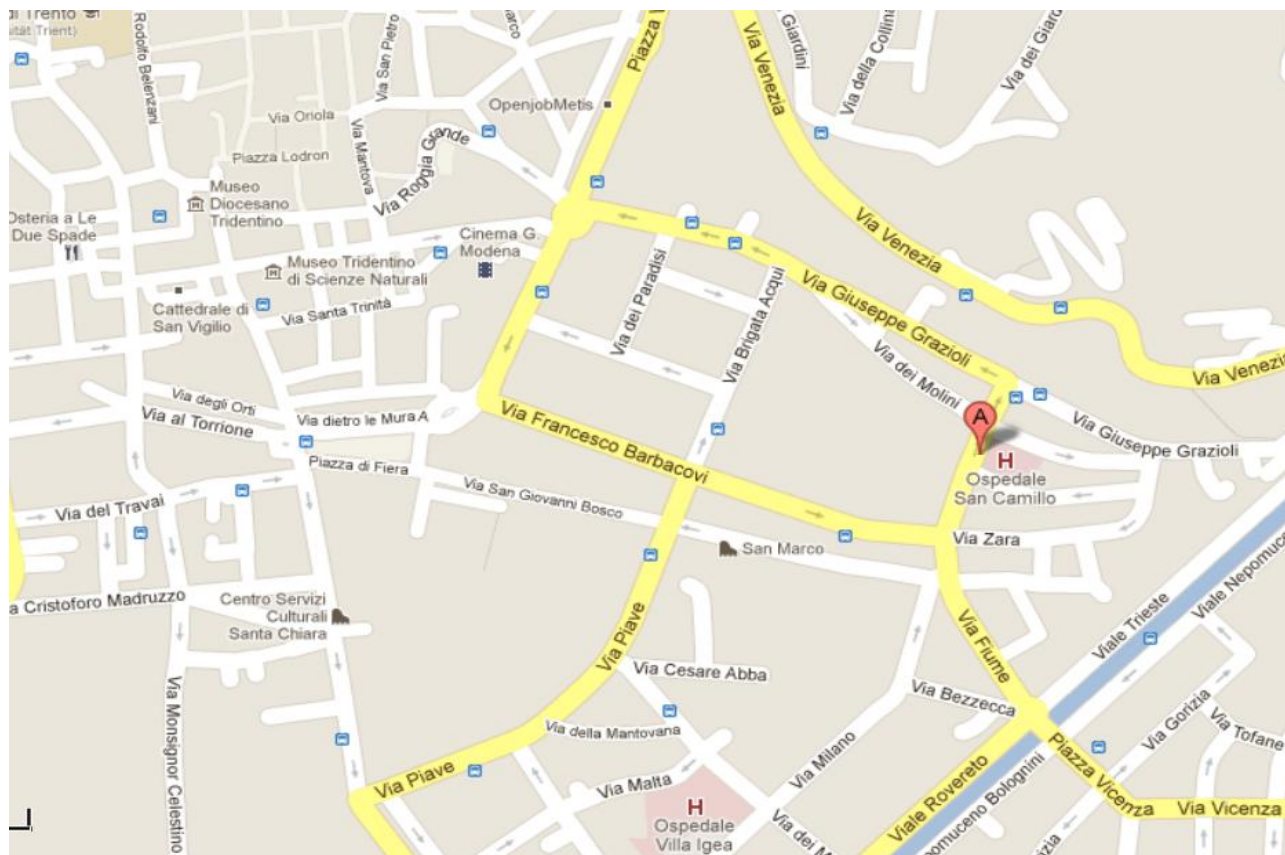 di Trento
Rodolfo Belenzani
Via San Pietro
Marco
Piazza
Via Venezia
Giardini
Via della Collina
Via dei Giar
OpenjobMetis
Via Oriola
Via Mantova
Via Roggia Grande
Piazza Lodron
Museo
Diocesano
Tridentino
Osteria a Le
Due Spade
Cinema G.
Modena
Museo Tridentino
di Scienze Naturali
Cattedrale di
San Vigilio
Via Santa Trinità
Via dei Paradisi
Via Brigata Acqui
Via Giuseppe Grazioli
Via Venezia
Via Venezi
Via dei Molini
Via degli Orti
Via al Torrione
Via dietro le Mura A
Via Francesco Barbacovi
A
Via Giuseppe Grazioli
H
Ospedale
San Camillo
Piazza di Fiera
Via San Giovanni Bosco
Via del Travai
San Marco
Via Zara
a Cristoforo Madruzzo
Centro Servizi
Culturali
Santa Chiara
Via Piave
Via Fiume
Viale Trieste
Viale Nepomuceno
Via Cesare Abba
Via Bezzecca
Via Monsignor Celestino
Via della Mantovana
Via Milano
Via Gorizia
Via Tofane
Via Piave
Via Malta
Piazza Vicenza
Via Vicenza
Viale Rovereto
pomuceno Bolognini
H
Ospedale
Villa Igea
Via dei M